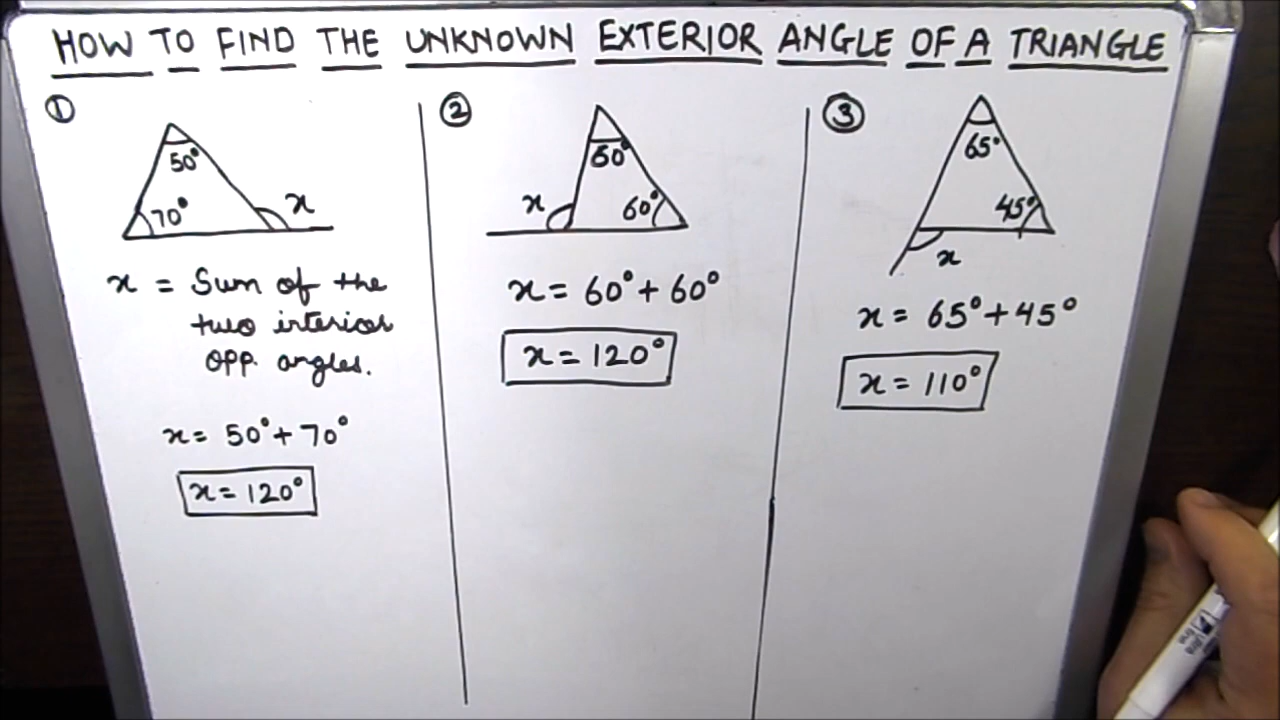 HOW TO FIND THE UNKNOWN EXTERIOR ANGLE OF A TRIANGLE
①
50°
70°
x
x = Sum of the
two interior
opp. angles.
x = 50° + 70°
x = 120°
②
60°
x
60°
x = 60° + 60°
x = 120°
③
65°
45°
x
x = 65° + 45°
x = 110°